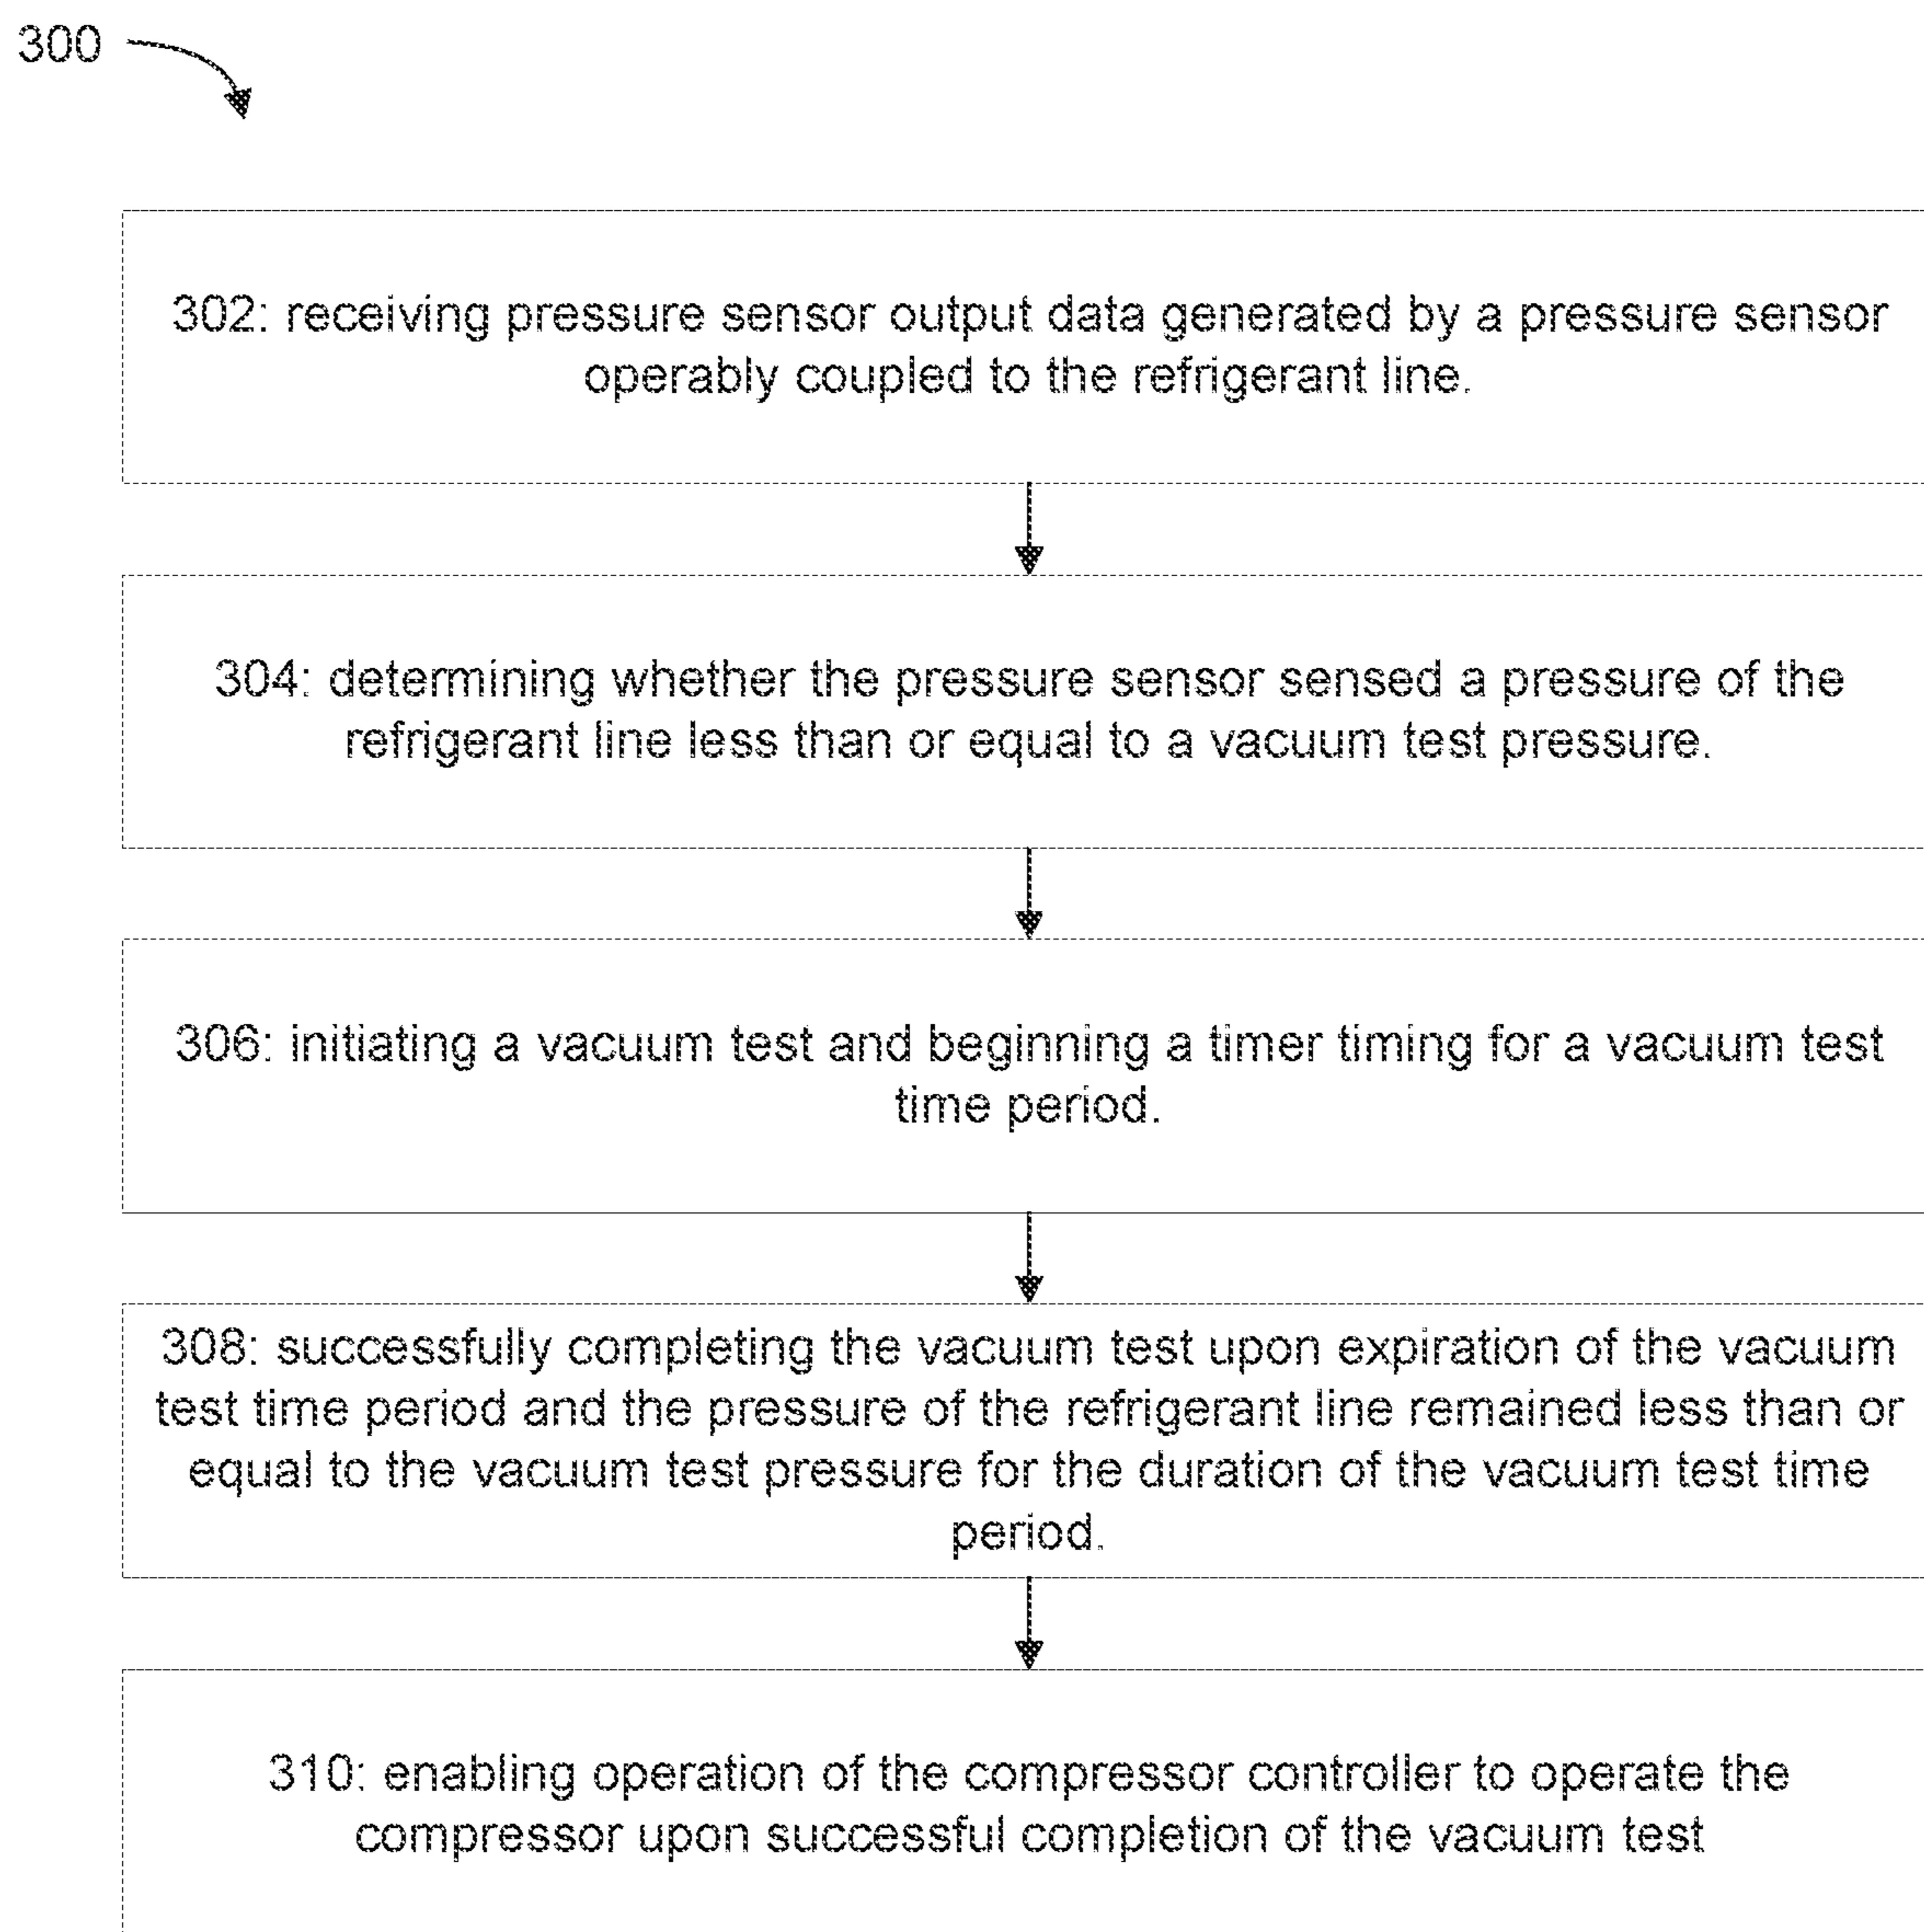 300
302: receiving pressure sensor output data generated by a pressure sensor
operably coupled to the refrigerant line.
304: determining whether the pressure sensor sensed a pressure of the
refrigerant line less than or equal to a vacuum test pressure.
306: initiating a vacuum test and beginning a timer timing for a vacuum test
time period.
308: successfully completing the vacuum test upon expiration of the vacuum
test time period and the pressure of the refrigerant line remained less than or
equal to the vacuum test pressure for the duration of the vacuum test time
period.
310: enabling operation of the compressor controller to operate the
compressor upon successful completion of the vacuum test